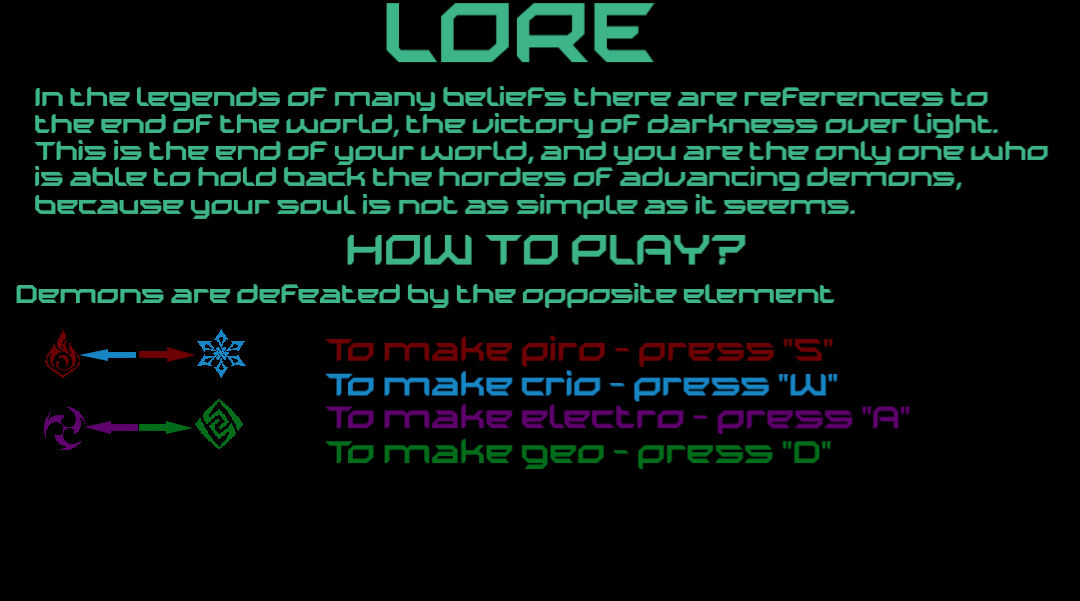 LORE
In the legends of many beliefs there are references to
the end of the world, the victory of darkness over light.
This is the end of your world, and you are the only one who
is able to hold back the hordes of advancing demons,
because your soul is not as simple as it seems.
HOW TO PLAY?
Demons are defeated by the opposite element
To make piro - press "S"
To make crio - press "W"
To make electro - press "A"
To make geo - press "D"